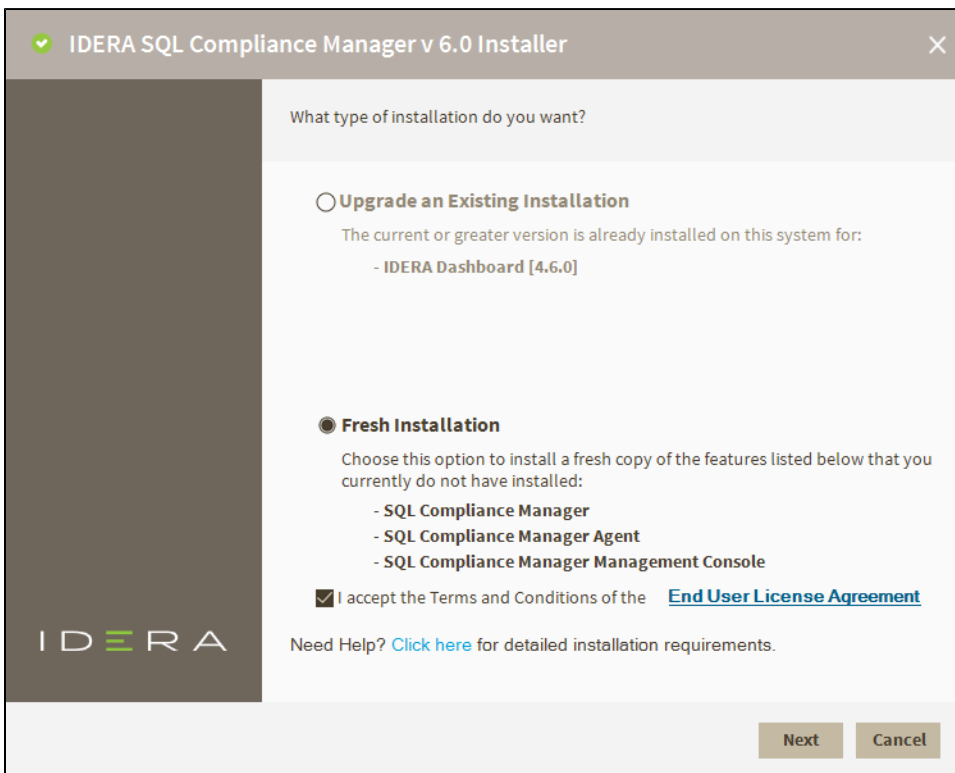 IDERA SQL Compliance Manager v 6.0 Installer
What type of installation do you want?
Upgrade an Existing Installation
The current or greater version is already installed on this system for:
- IDERA Dashboard [4.6.0]
Fresh Installation
Choose this option to install a fresh copy of the features listed below that you
currently do not have installed:
- SQL Compliance Manager
- SQL Compliance Manager Agent
- SQL Compliance Manager Management Console
I accept the Terms and Conditions of the End User License Agreement
IDERA
Need Help? Click here for detailed installation requirements.
Next Cancel